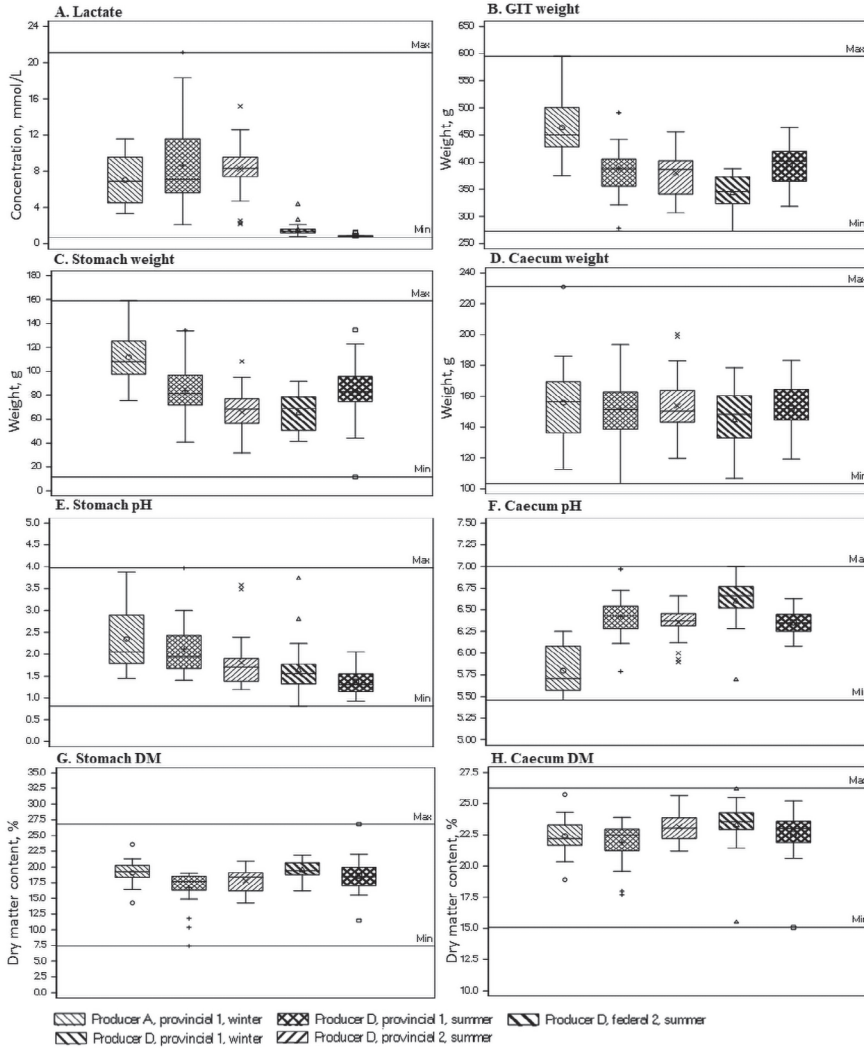 A. Lactate
B. GIT weight
24
20
16
12
8
4
0
Concentration, mmol/L
Max
Min
700
650
600
550
500
450
400
350
300
250
Weight, g
Max
Min
C. Stomach weight
D. Caecum weight
180
160
140
120
100
80
60
40
20
0
Weight, g
Max
Min
240
220
200
180
160
140
120
100
Weight, g
Max
Min
E. Stomach pH
F. Caecum pH
5.0
4.5
4.0
3.5
3.0
2.5
2.0
1.5
1.0
0.5
0.0
Max
Min
7.50
7.25
7.00
6.75
6.50
6.25
6.00
5.75
5.50
5.25
5.00
Max
Min
G. Stomach DM
H. Caecum DM
35.0
32.5
30.0
27.5
25.0
22.5
20.0
17.5
15.0
12.5
10.0
7.5
5.0
2.5
0.0
Dry matter content, %
Max
Min
27.5
25.0
22.5
20.0
17.5
15.0
12.5
10.0
Dry matter content, %
Max
Min
Producer A, provincial 1, winter
Producer D, provincial 1, summer
Producer D, federal 2, summer
Producer D, provincial 1, winter
Producer D, provincial 2, summer